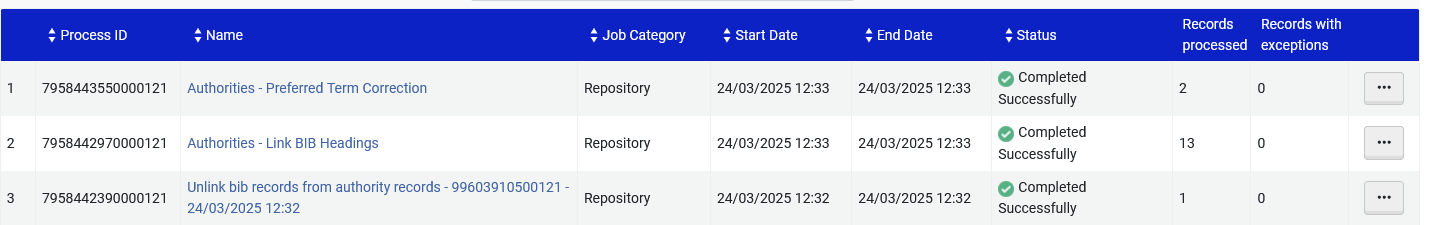 Process ID Name Job Category Start Date End Date Status Records processed Records with exceptions
1 7958443550000121 Authorities - Preferred Term Correction Repository 24/03/2025 12:33 24/03/2025 12:33 Completed Successfully 2 0
2 7958442970000121 Authorities - Link BIB Headings Repository 24/03/2025 12:33 24/03/2025 12:33 Completed Successfully 13 0
3 7958442390000121 Unlink bib records from authority records - 99603910500121 - 24/03/2025 12:32 Repository 24/03/2025 12:32 24/03/2025 12:32 Completed Successfully 1 0